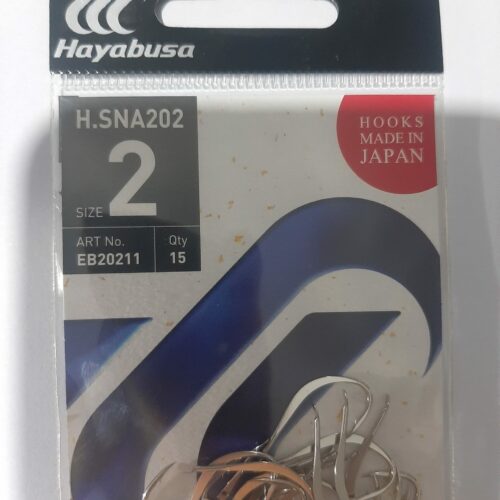 Hayabusa
H.SNA202
SIZE 2
HOOKS
MADE IN
JAPAN
ART No. Qty
EB20211 15